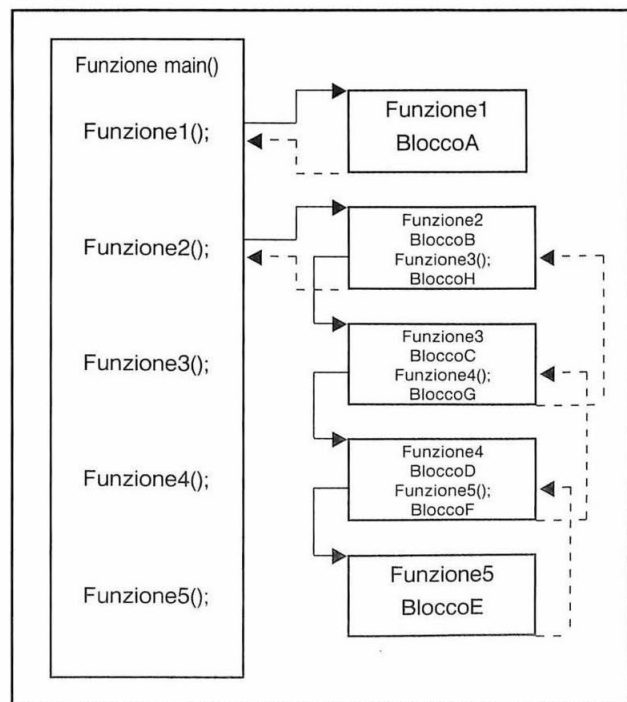 Funzione main()
Funzione1();
Funzione2();
Funzione3();
Funzione4();
Funzione5();
Funzione1
BloccoA
Funzione2
BloccoB
Funzione3();
BloccoH
Funzione3
BloccoC
Funzione4();
BloccoG
Funzione4
BloccoD
Funzione5();
BloccoF
Funzione5
BloccoE